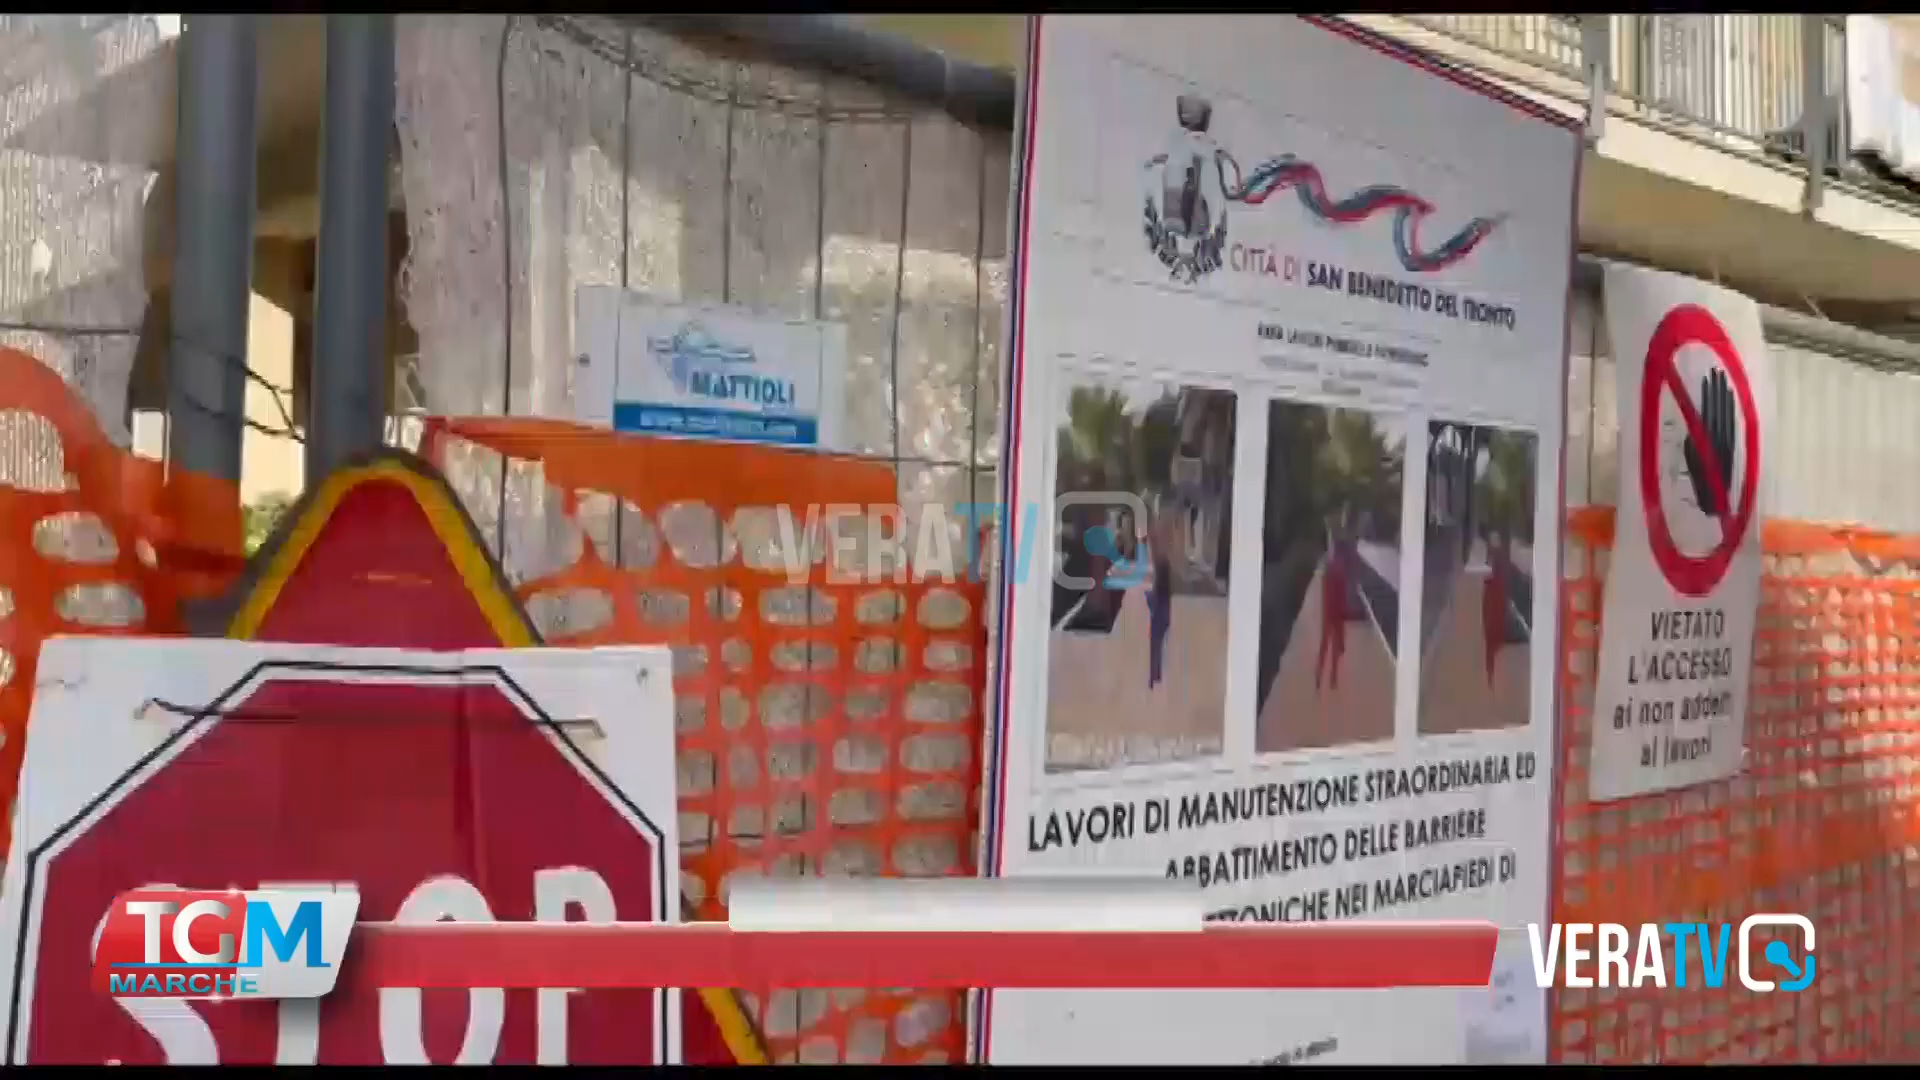 CITTÀ DI SAN BENEDETTO DEL TRONTO
MATTIOLI
VERATV
VIETATO
L'ACCESSO
ai non addetti
ai lavori
LAVORI DI MANUTENZIONE STRAORDINARIA ED
ABBATTIMENTO DELLE BARRIERE
NEI MARCIAPIEDI DI
STOP
TGM
MARCHE
VERATV